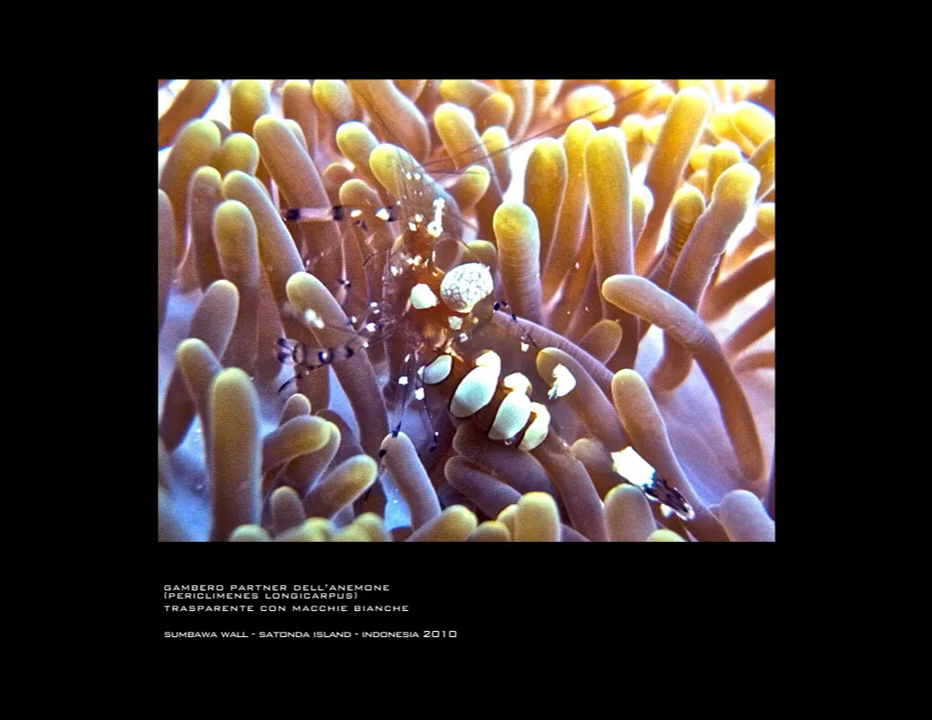 GAMBERO PARTNER DELL'ANEMONE
(PERICLIMENES LONGICARPUS)
TRASPARENTE CON MACCHIE BIANCHE
SUMBAWA WALL - SATONDA ISLAND - INDONESIA 2010